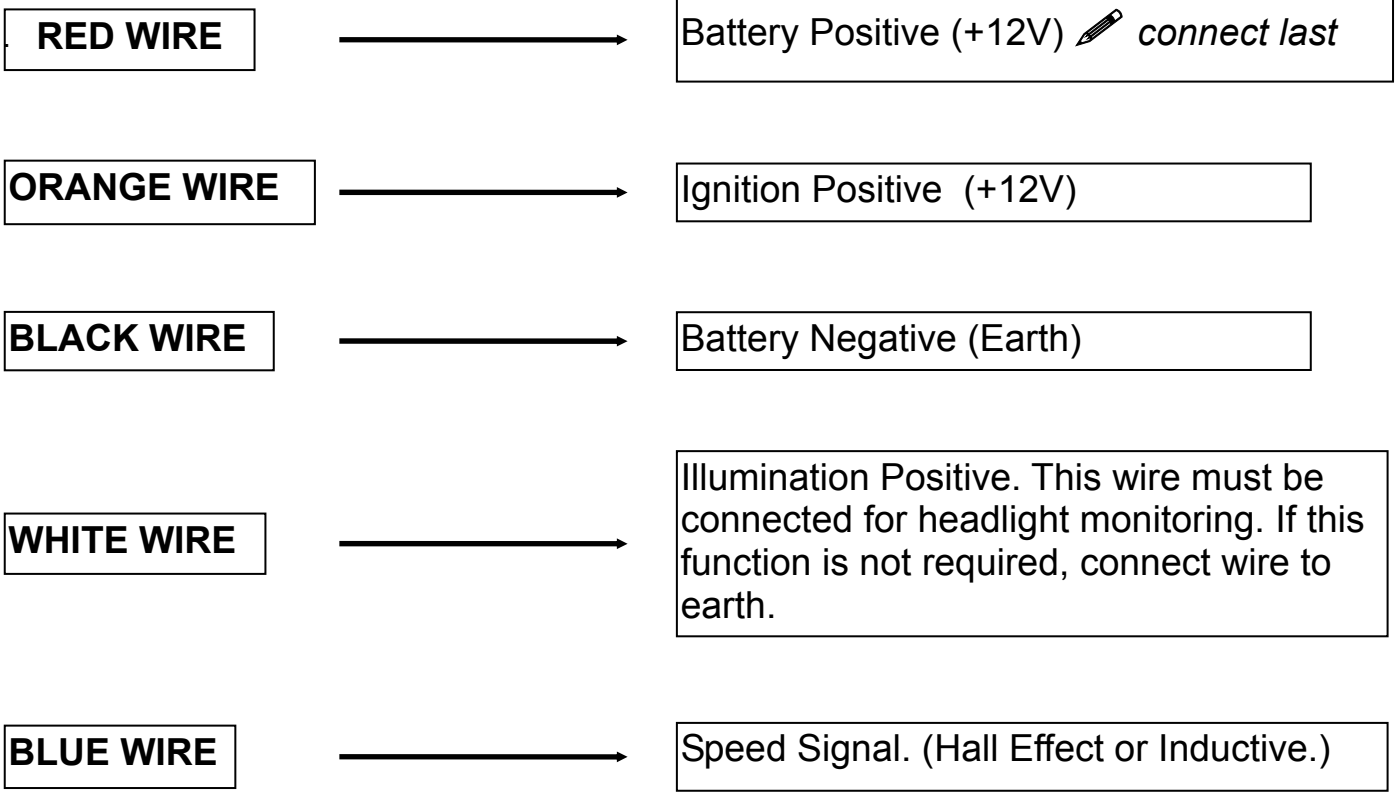 . RED WIRE
Battery Positive (+12V) ✐ connect last
ORANGE WIRE
Ignition Positive (+12V)
BLACK WIRE
Battery Negative (Earth)
WHITE WIRE
Illumination Positive. This wire must be
connected for headlight monitoring. If this
function is not required, connect wire to
earth.
BLUE WIRE
Speed Signal. (Hall Effect or Inductive.)